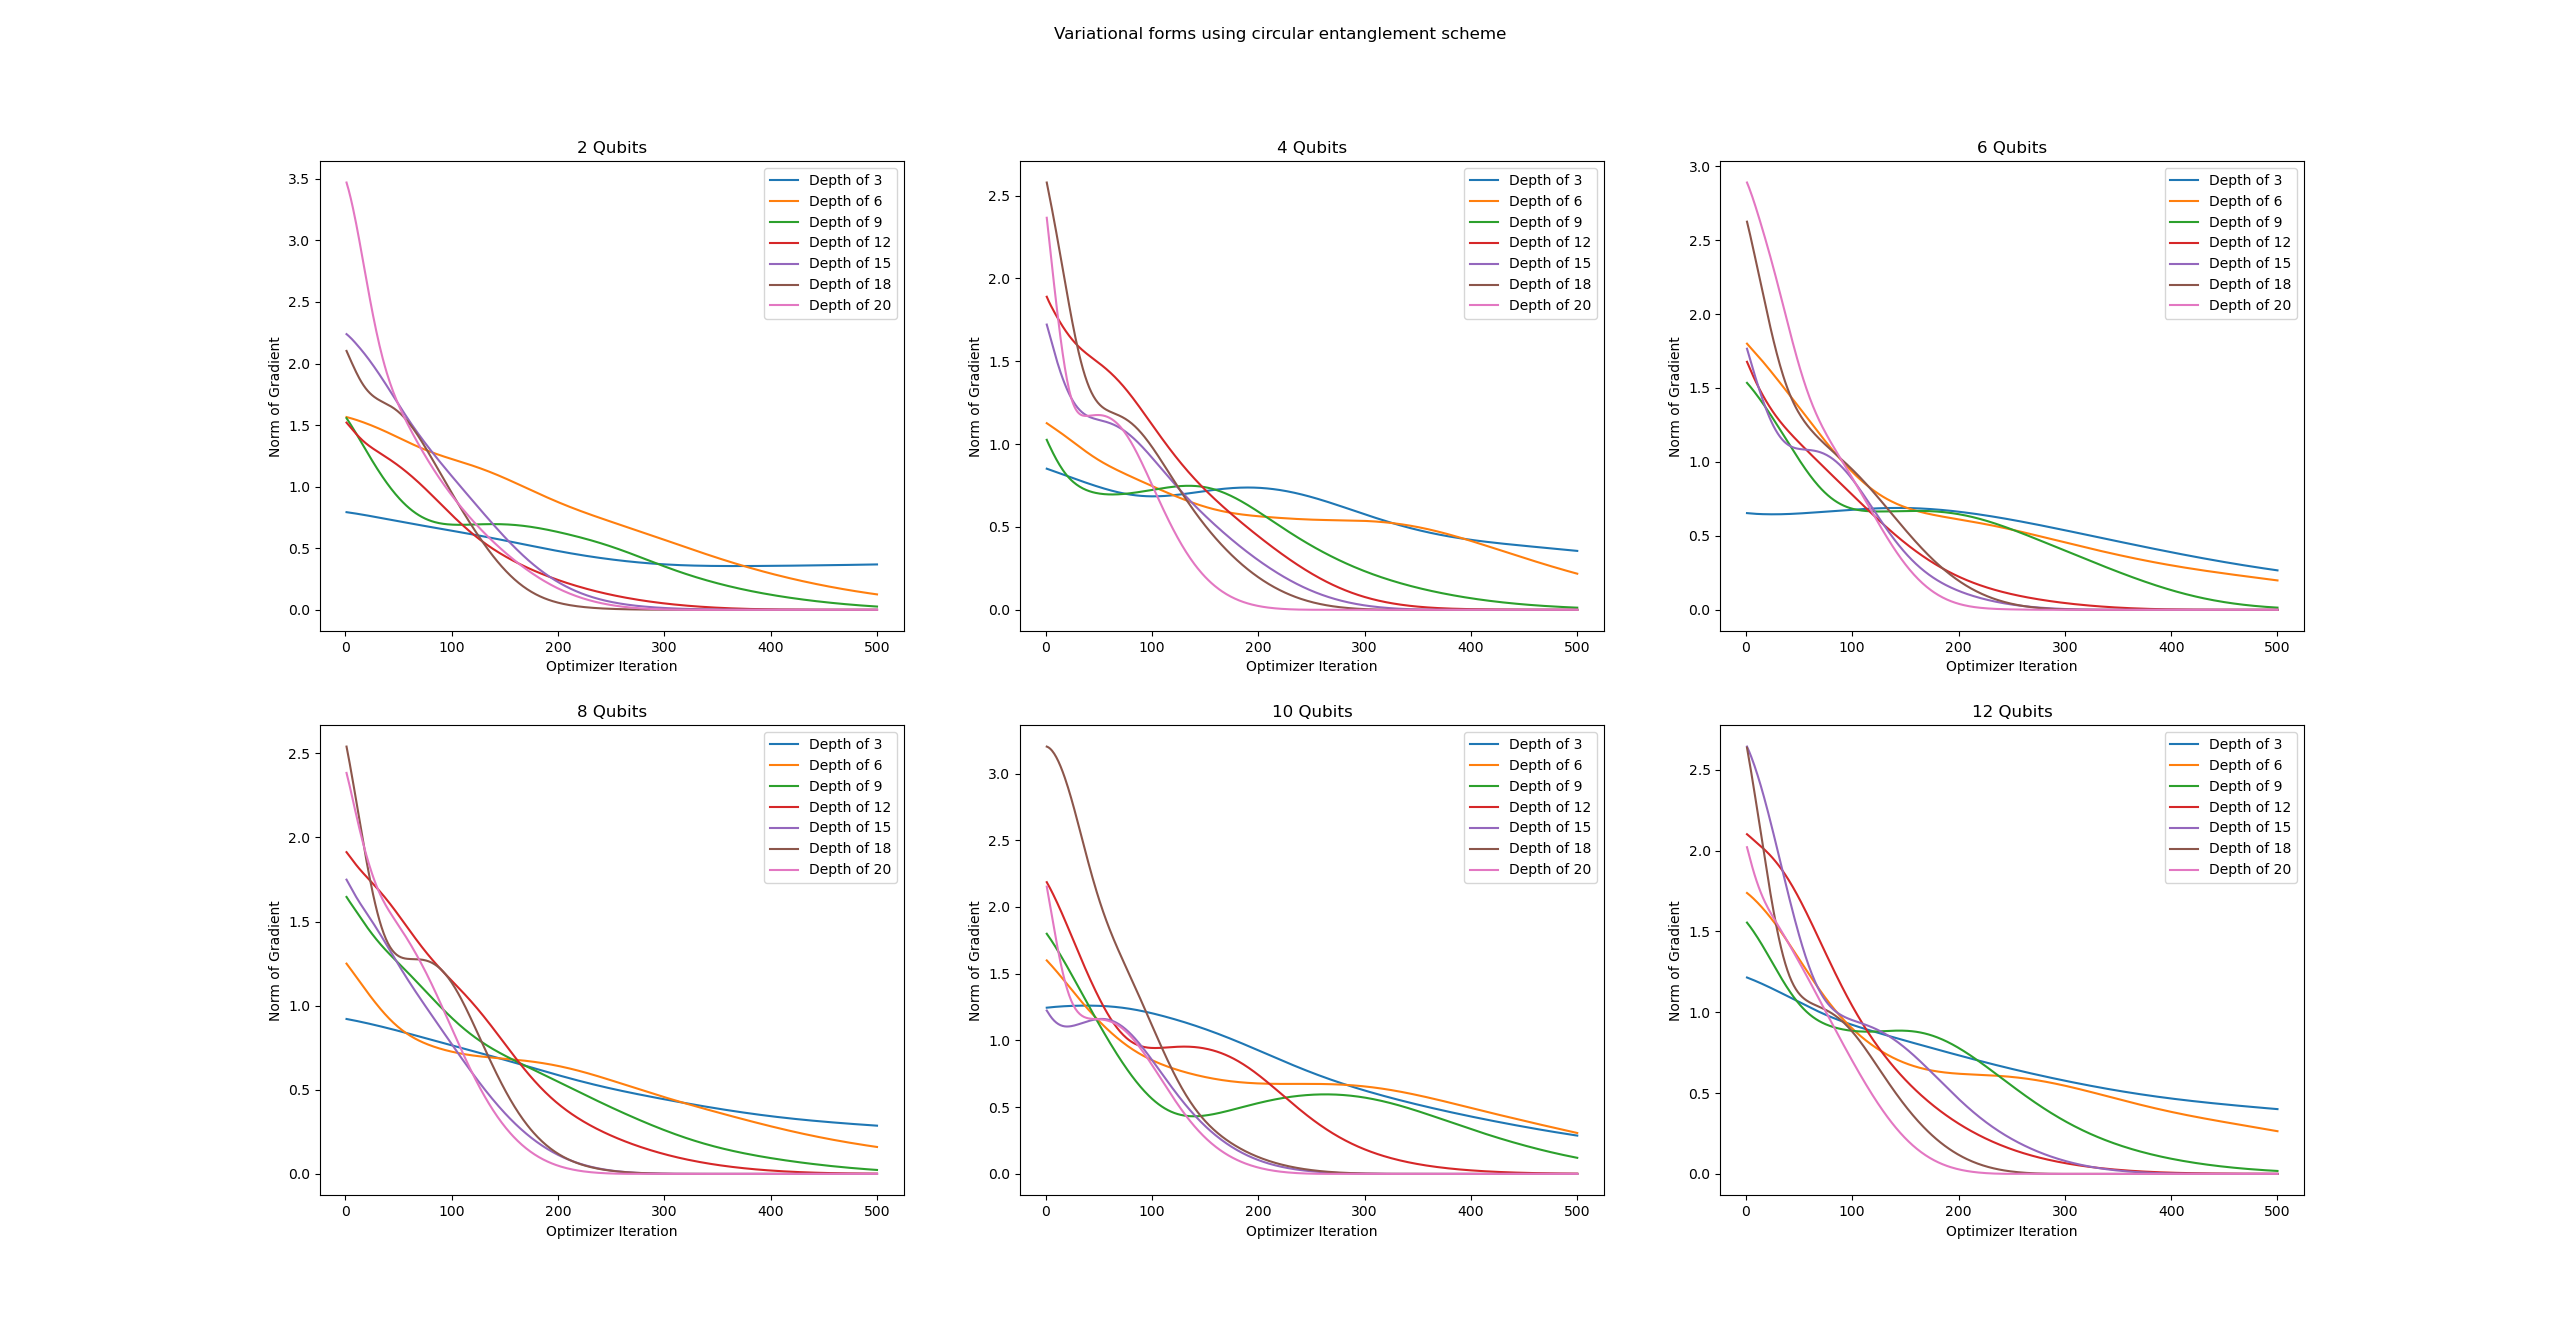 Variational forms using circular entanglement scheme
2 Qubits
Norm of Gradient
3.5
3.0
2.5
2.0
1.5
1.0
0.5
0.0
Depth of 3
Depth of 6
Depth of 9
Depth of 12
Depth of 15
Depth of 18
Depth of 20
0 100 200 300 400 500
Optimizer Iteration
4 Qubits
Norm of Gradient
2.5
2.0
1.5
1.0
0.5
0.0
Depth of 3
Depth of 6
Depth of 9
Depth of 12
Depth of 15
Depth of 18
Depth of 20
0 100 200 300 400 500
Optimizer Iteration
6 Qubits
Norm of Gradient
3.0
2.5
2.0
1.5
1.0
0.5
0.0
Depth of 3
Depth of 6
Depth of 9
Depth of 12
Depth of 15
Depth of 18
Depth of 20
0 100 200 300 400 500
Optimizer Iteration
8 Qubits
Norm of Gradient
2.5
2.0
1.5
1.0
0.5
0.0
Depth of 3
Depth of 6
Depth of 9
Depth of 12
Depth of 15
Depth of 18
Depth of 20
0 100 200 300 400 500
Optimizer Iteration
10 Qubits
Norm of Gradient
3.0
2.5
2.0
1.5
1.0
0.5
0.0
Depth of 3
Depth of 6
Depth of 9
Depth of 12
Depth of 15
Depth of 18
Depth of 20
0 100 200 300 400 500
Optimizer Iteration
12 Qubits
Norm of Gradient
2.5
2.0
1.5
1.0
0.5
0.0
Depth of 3
Depth of 6
Depth of 9
Depth of 12
Depth of 15
Depth of 18
Depth of 20
0 100 200 300 400 500
Optimizer Iteration